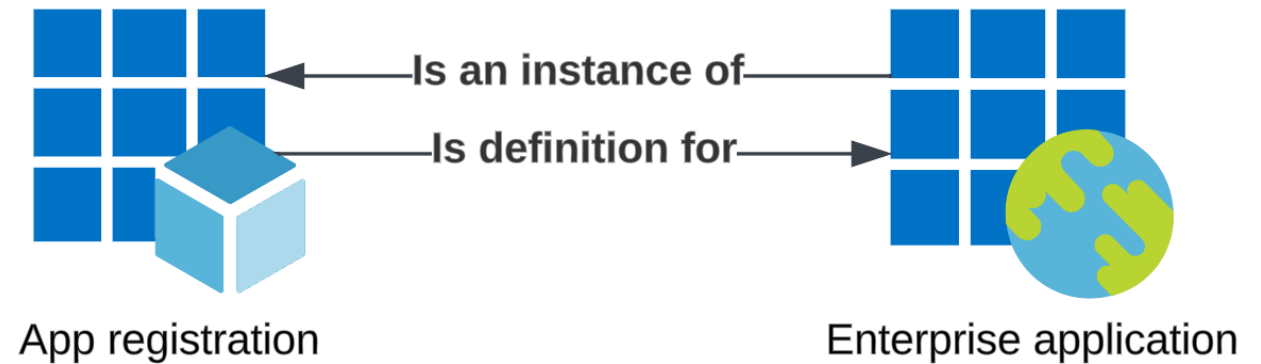 Is an instance of
Is definition for
App registration
Enterprise application